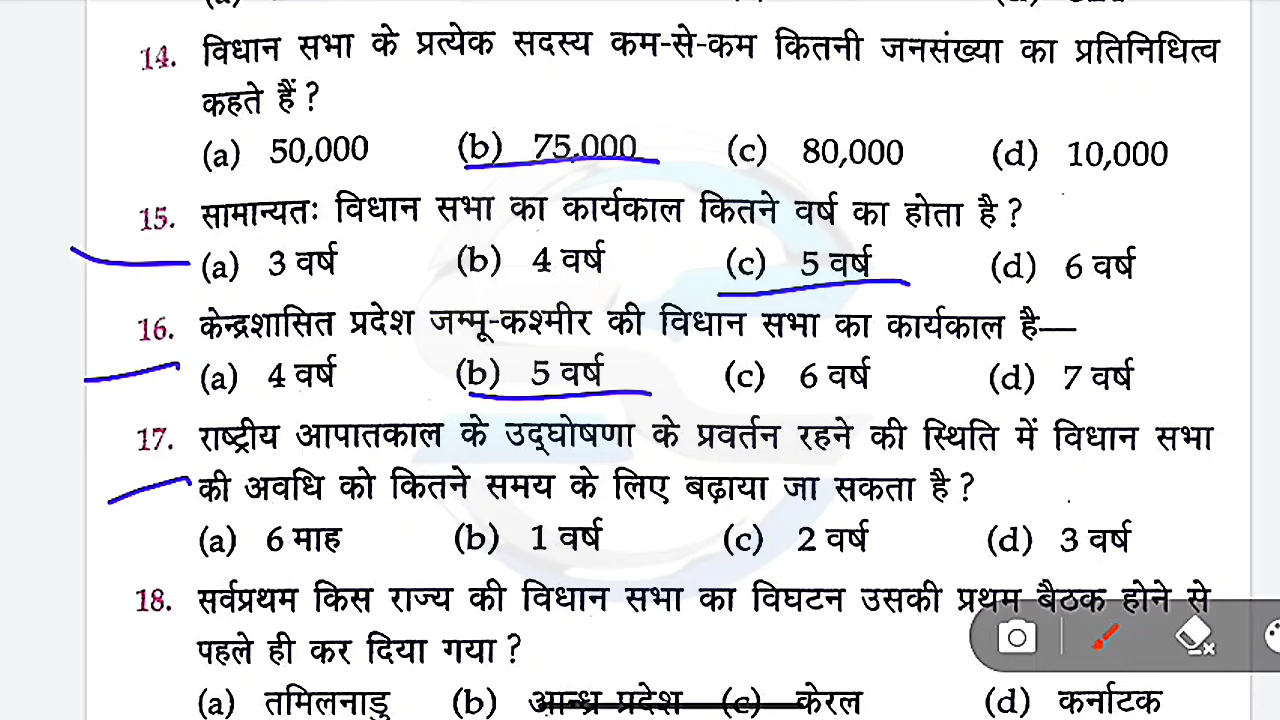 14. विधान सभा के प्रत्येक सदस्य कम-से-कम कितनी जनसंख्या का प्रतिनिधित्व
कहते हैं ?
(a) 50,000 (b) 75,000 (c) 80,000 (d) 10,000
15. सामान्यतः विधान सभा का कार्यकाल कितने वर्ष का होता है ?
(a) 3 वर्ष (b) 4 वर्ष (c) 5 वर्ष (d) 6 वर्ष
16. केन्द्रशासित प्रदेश जम्मू-कश्मीर की विधान सभा का कार्यकाल है—
(a) 4 वर्ष (b) 5 वर्ष (c) 6 वर्ष (d) 7 वर्ष
17. राष्ट्रीय आपातकाल के उद्‌घोषणा के प्रवर्तन रहने की स्थिति में विधान सभा
की अवधि को कितने समय के लिए बढ़ाया जा सकता है ?
(a) 6 माह (b) 1 वर्ष (c) 2 वर्ष (d) 3 वर्ष
18. सर्वप्रथम किस राज्य की विधान सभा का विघटन उसकी प्रथम बैठक होने से
पहले ही कर दिया गया ?
(a) तमिलनाडु (b) आन्ध्र प्रदेश (c) केरल (d) कर्नाटक